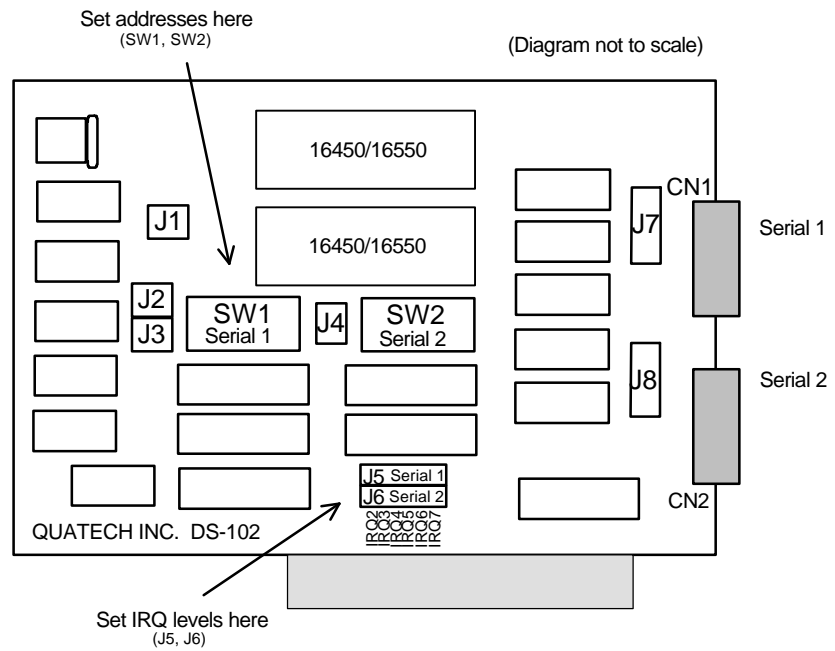 Set addresses here
(SW1, SW2)
(Diagram not to scale)
16450/16550
CN1
J1
J7
Serial 1
16450/16550
J2
SW1
Serial 1
J4
SW2
Serial 2
J3
J8
Serial 2
J5 Serial 1
J6 Serial 2
CN2
IRQ2
IRQ3
IRQ4
IRQ5
IRQ6
IRQ7
QUATECH INC. DS-102
Set IRQ levels here
(J5, J6)